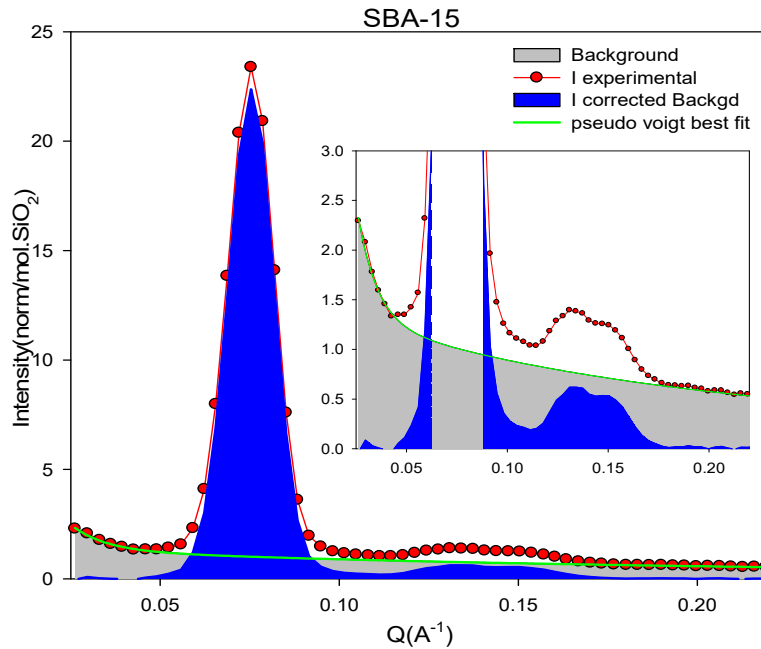 SBA-15
25
20
15
10
5
0
Intensity(norm/mol.SiO₂)
Background
I experimental
I corrected Backgd
pseudo voigt best fit
3.0
2.5
2.0
1.5
1.0
0.5
0.0
0.05 0.10 0.15 0.20
0.05 0.10 0.15 0.20
Q(A⁻¹)